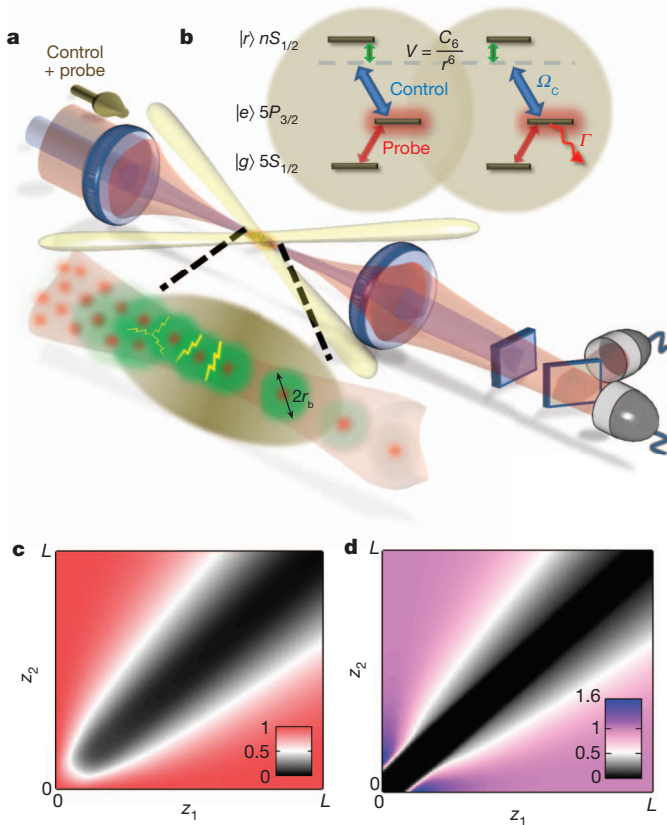 a
Control
+ probe
b
|r⟩ nS1/2
V = C6/r^6
Control
Ωc
|e⟩ 5P3/2
Probe
Γ
|g⟩ 5S1/2
2rb
c
L
z2
0
1
0.5
0
0
z1
L
d
L
z2
0
1.6
1
0.5
0
0
z1
L